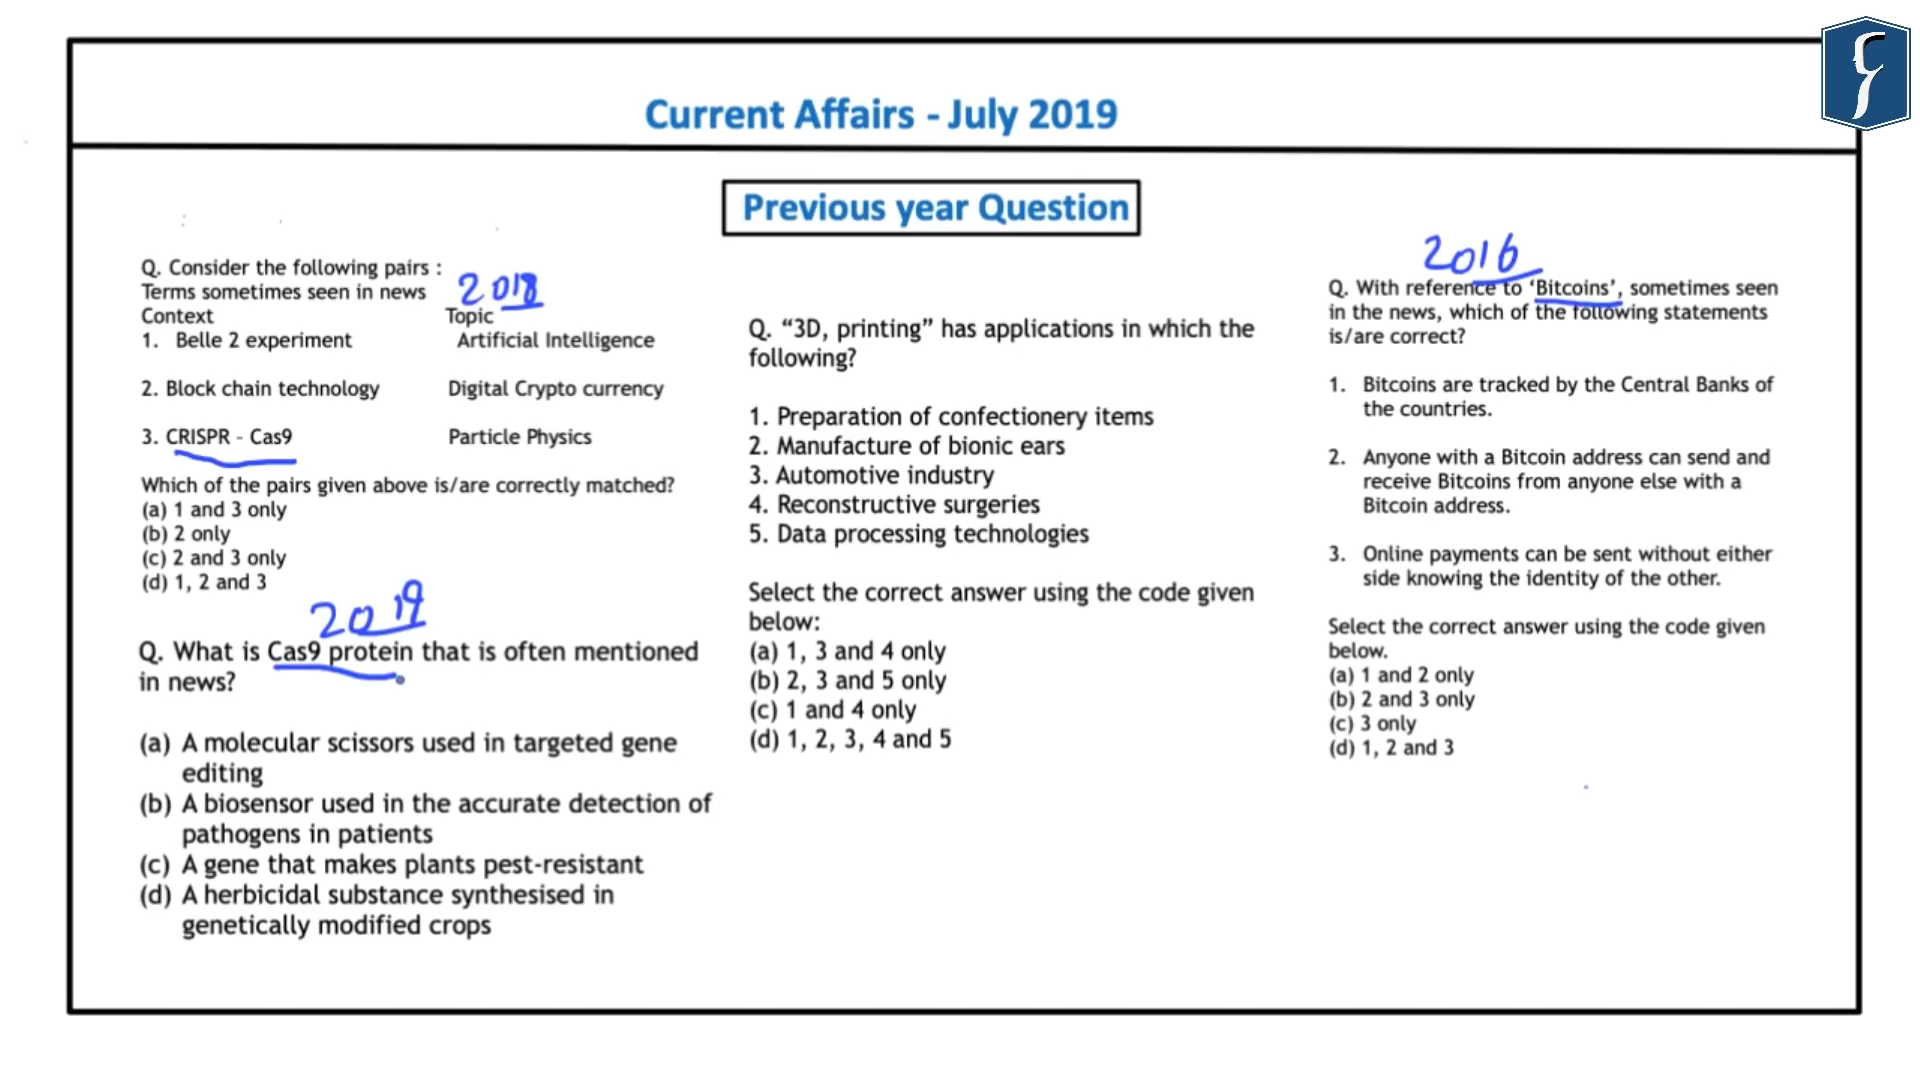 Current Affairs - July 2019
Previous year Question
Q. Consider the following pairs :
Terms sometimes seen in news 2018
Context Topic
1. Belle 2 experiment Artificial Intelligence
2. Block chain technology Digital Crypto currency
3. CRISPR - Cas9 Particle Physics
Which of the pairs given above is/are correctly matched?
(a) 1 and 3 only
(b) 2 only
(c) 2 and 3 only
(d) 1, 2 and 3
2019
Q. What is Cas9 protein that is often mentioned
in news?
(a) A molecular scissors used in targeted gene
editing
(b) A biosensor used in the accurate detection of
pathogens in patients
(c) A gene that makes plants pest-resistant
(d) A herbicidal substance synthesised in
genetically modified crops
Q. “3D, printing” has applications in which the
following?
1. Preparation of confectionery items
2. Manufacture of bionic ears
3. Automotive industry
4. Reconstructive surgeries
5. Data processing technologies
Select the correct answer using the code given
below:
(a) 1, 3 and 4 only
(b) 2, 3 and 5 only
(c) 1 and 4 only
(d) 1, 2, 3, 4 and 5
2016
Q. With reference to ‘Bitcoins’, sometimes seen
in the news, which of the following statements
is/are correct?
1. Bitcoins are tracked by the Central Banks of
the countries.
2. Anyone with a Bitcoin address can send and
receive Bitcoins from anyone else with a
Bitcoin address.
3. Online payments can be sent without either
side knowing the identity of the other.
Select the correct answer using the code given
below.
(a) 1 and 2 only
(b) 2 and 3 only
(c) 3 only
(d) 1, 2 and 3